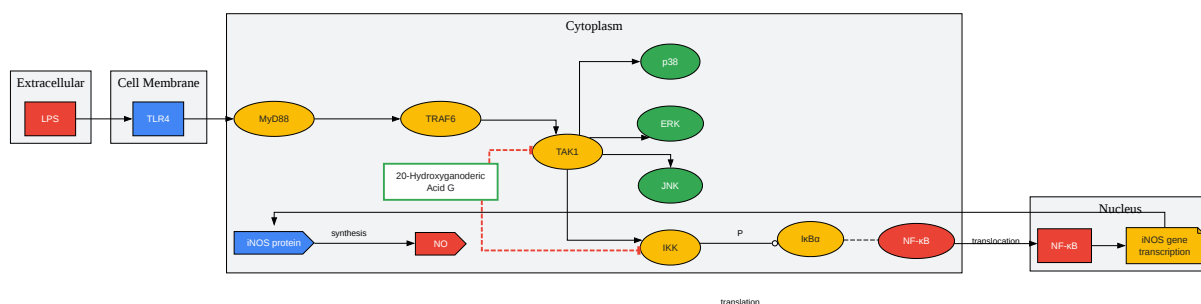 Cytoplasm
Extracellular
Cell Membrane
LPS
TLR4
MyD88
TRAF6
TAK1
p38
ERK
JNK
20-Hydroxyganoderic
Acid G
iNOS protein
synthesis
NO
IKK
P
IκBα
NF-κB
translocation
Nucleus
NF-κB
iNOS gene
transcription
translation